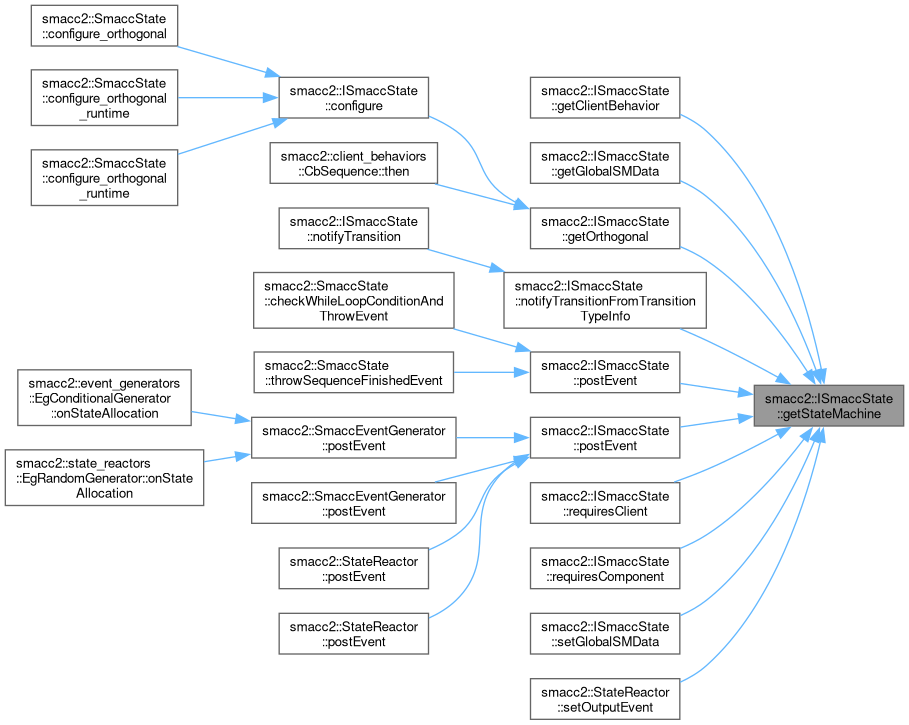 smacc2::SmaccState
::configure_orthogonal
smacc2::SmaccState
::configure_orthogonal
_runtime
smacc2::SmaccState
::configure_orthogonal
_runtime
smacc2::ISmaccState
::configure
smacc2::client_behaviors
::CbSequence::then
smacc2::ISmaccState
::notifyTransition
smacc2::SmaccState
::checkWhileLoopConditionAnd
ThrowEvent
smacc2::SmaccState
::throwSequenceFinishedEvent
smacc2::event_generators
::EgConditionalGenerator
::onStateAllocation
smacc2::state_reactors
::EgRandomGenerator::onState
Allocation
smacc2::SmaccEventGenerator
::postEvent
smacc2::SmaccEventGenerator
::postEvent
smacc2::StateReactor
::postEvent
smacc2::StateReactor
::postEvent
smacc2::ISmaccState
::getClientBehavior
smacc2::ISmaccState
::getGlobalSMData
smacc2::ISmaccState
::getOrthogonal
smacc2::ISmaccState
::notifyTransitionFromTransition
TypeInfo
smacc2::ISmaccState
::postEvent
smacc2::ISmaccState
::postEvent
smacc2::ISmaccState
::requiresClient
smacc2::ISmaccState
::requiresComponent
smacc2::ISmaccState
::setGlobalSMData
smacc2::StateReactor
::setOutputEvent
smacc2::ISmaccState
::getStateMachine